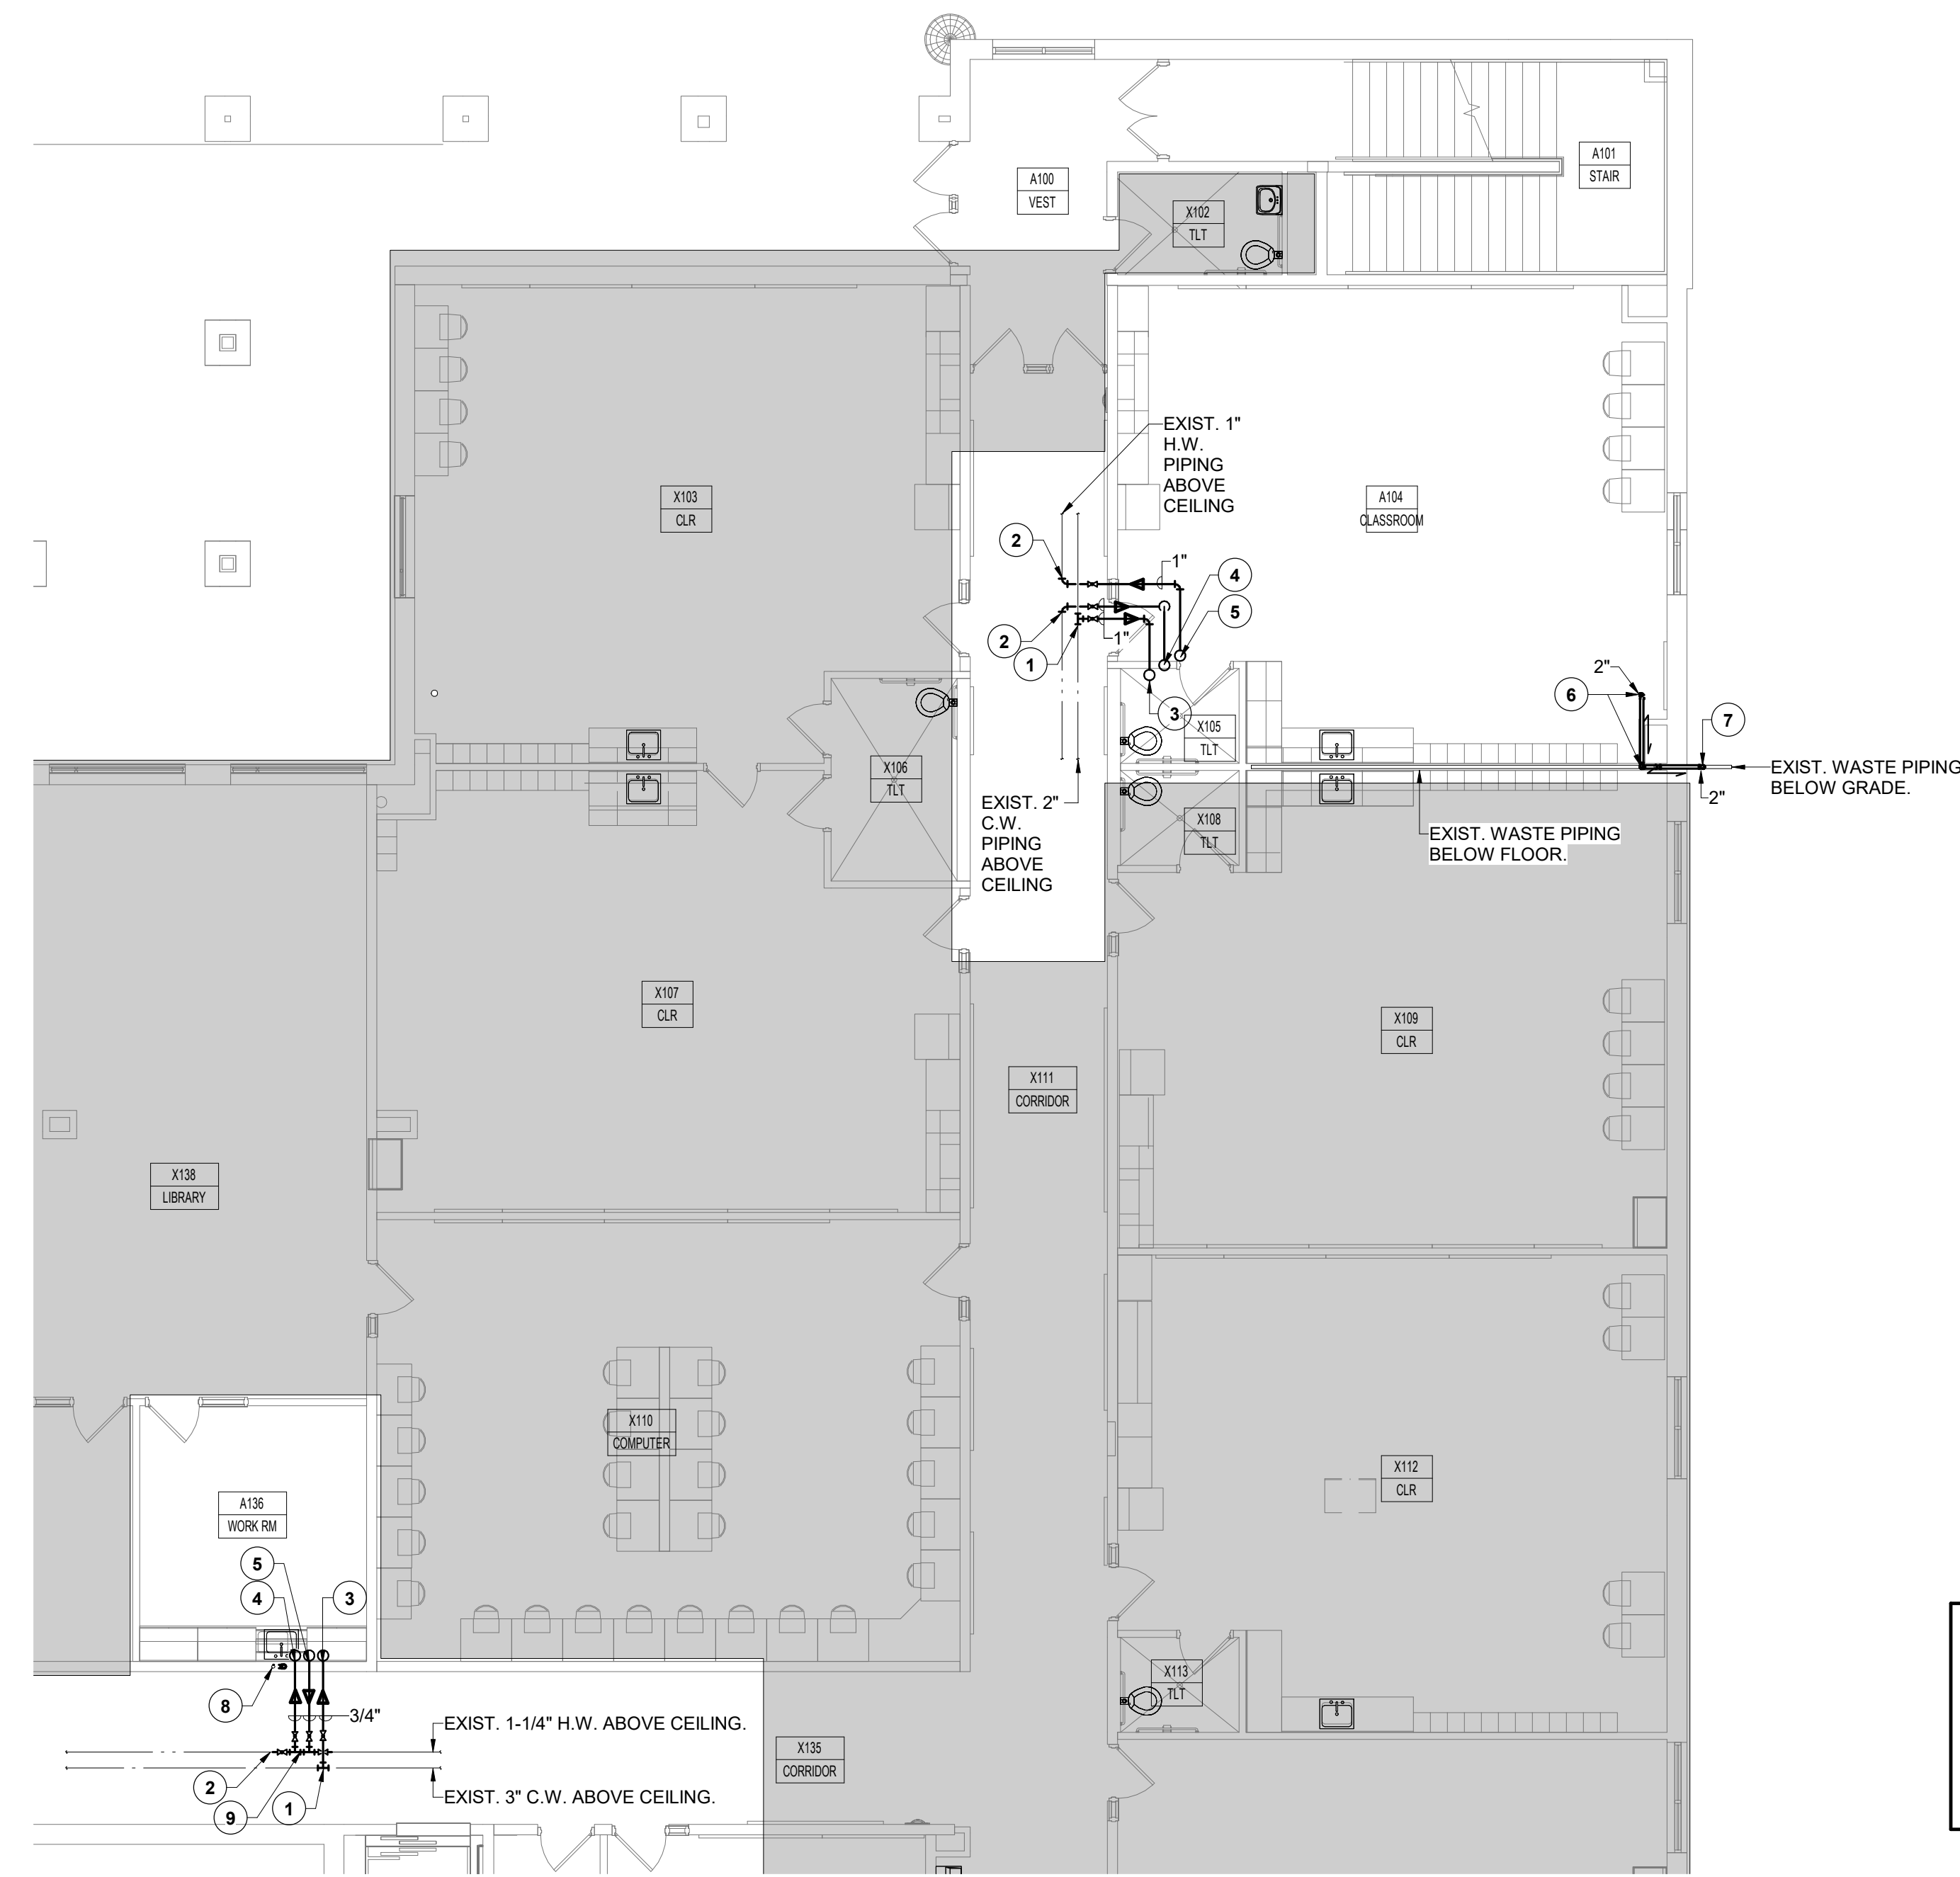 A101
STAIR
A100
VEST
X102
TLT
EXIST. 1"
H.W.
PIPING
ABOVE
CEILING
X103
CLR
A104
CLASSROOM
2
1"
4
5
2
1"
1
3
2"
6
7
X105
TLT
X106
TLT
EXIST. WASTE PIPING
BELOW GRADE.
2"
EXIST. 2"
C.W.
PIPING
ABOVE
CEILING
X108
TLT
EXIST. WASTE PIPING
BELOW FLOOR.
X107
CLR
X109
CLR
X111
CORRIDOR
X138
LIBRARY
X110
COMPUTER
X112
CLR
A136
WORK RM
5
4
3
X113
TLT
8
3/4"
EXIST. 1-1/4" H.W. ABOVE CEILING.
X135
CORRIDOR
2
9
1
EXIST. 3" C.W. ABOVE CEILING.